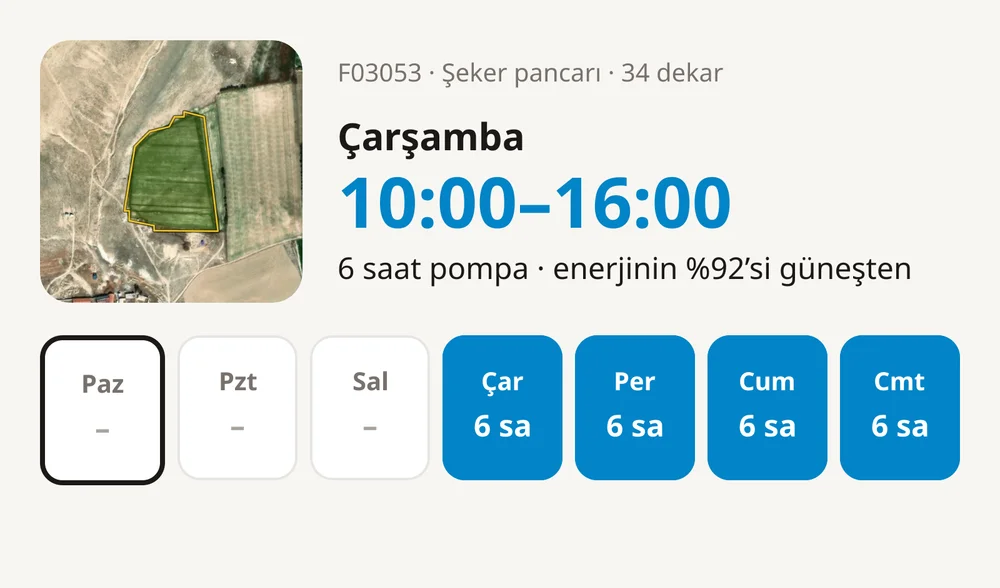 F03053 · Şeker pancarı · 34 dekar
Çarşamba
10:00–16:00
6 saat pompa · enerjinin %92’si güneşten
Paz Pzt Sal Çar Per Cum Cmt
– – – 6 sa 6 sa 6 sa 6 sa